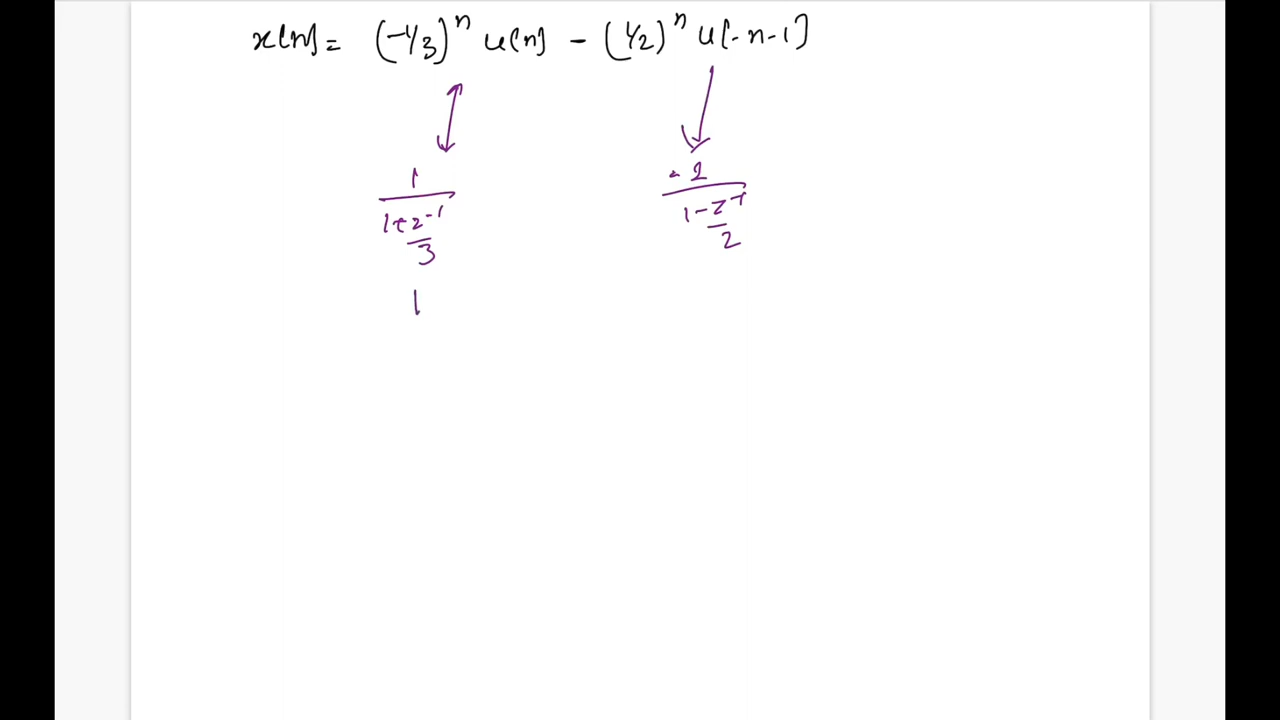 x[n] = (-1/3)^n u[n] - (1/2)^n u[-n-1]
1 / (1 + z^-1/3)
-1 / (1 - z^-1/2)
1